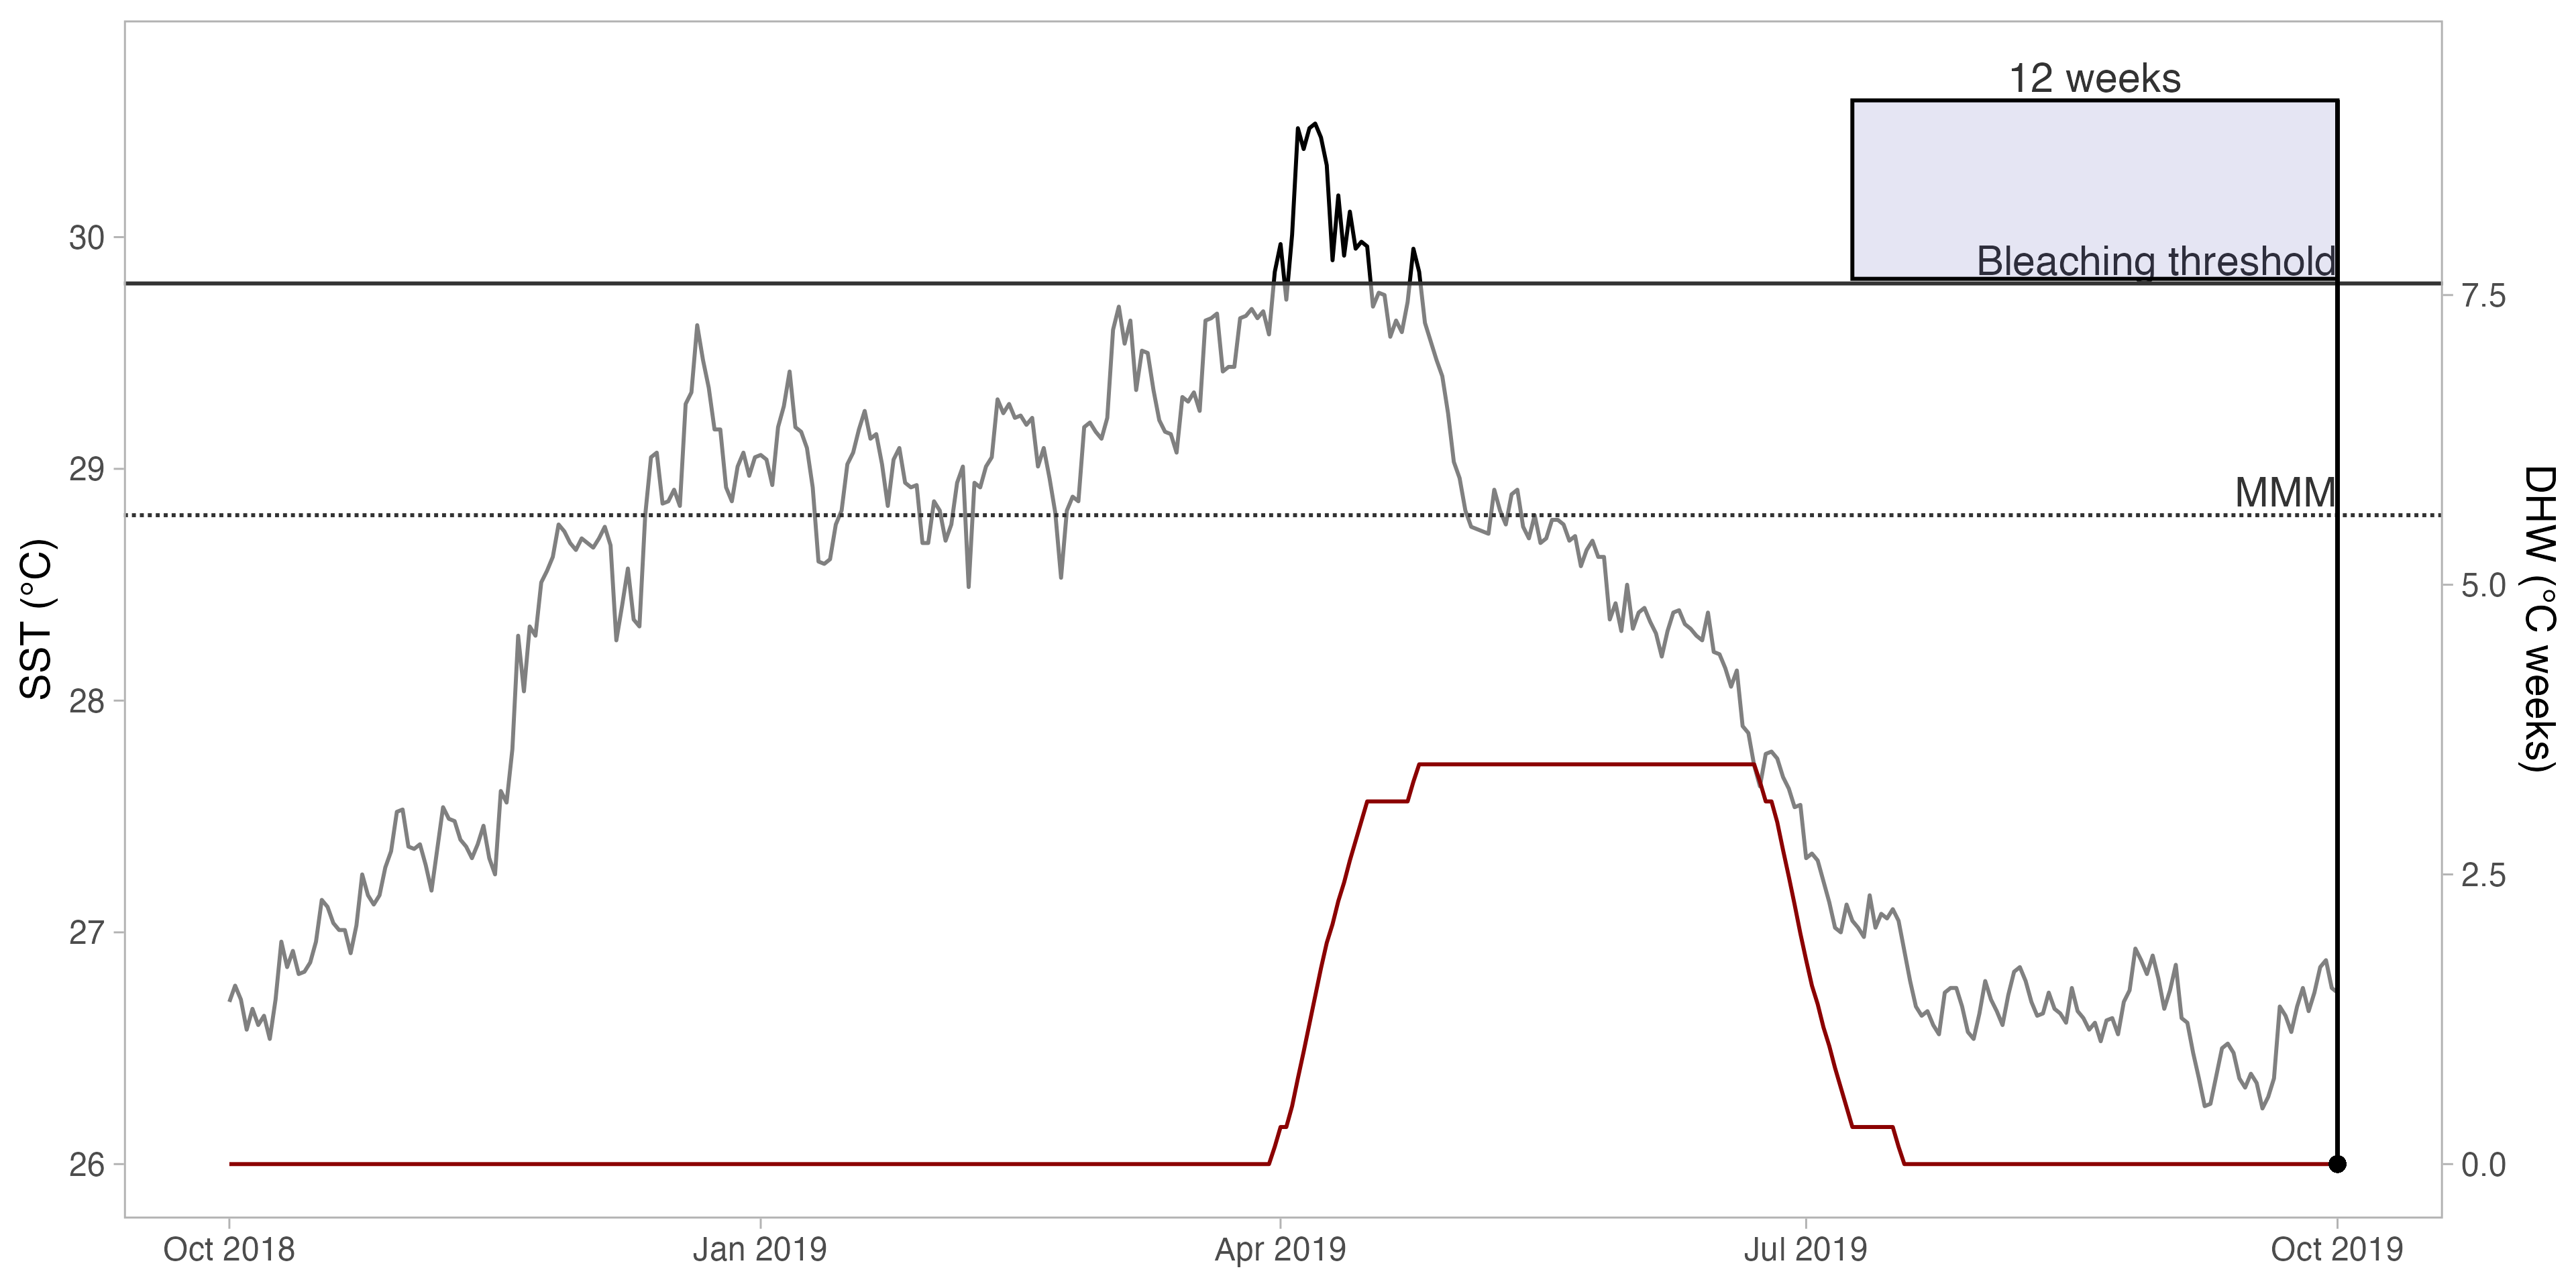 12 weeks
Bleaching threshold
MMM
SST (°C)
30
29
28
27
26
DHW (°C weeks)
7.5
5.0
2.5
0.0
Oct 2018
Jan 2019
Apr 2019
Jul 2019
Oct 2019